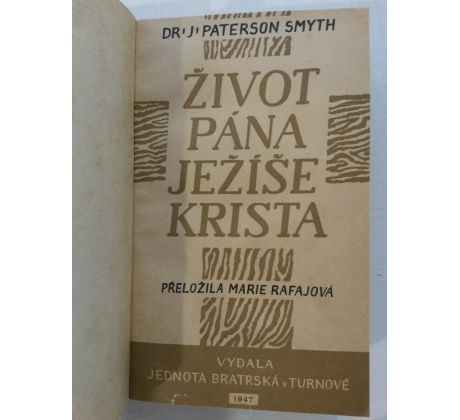 DR J PATERSON SMYTH
ŽIVOT
PÁNA
JEŽÍŠE
KRISTA
PŘELOŽILA MARIE RAFAJOVÁ
VYDALA
JEDNOTA BRATRSKÁ V TURNOVĚ
1947